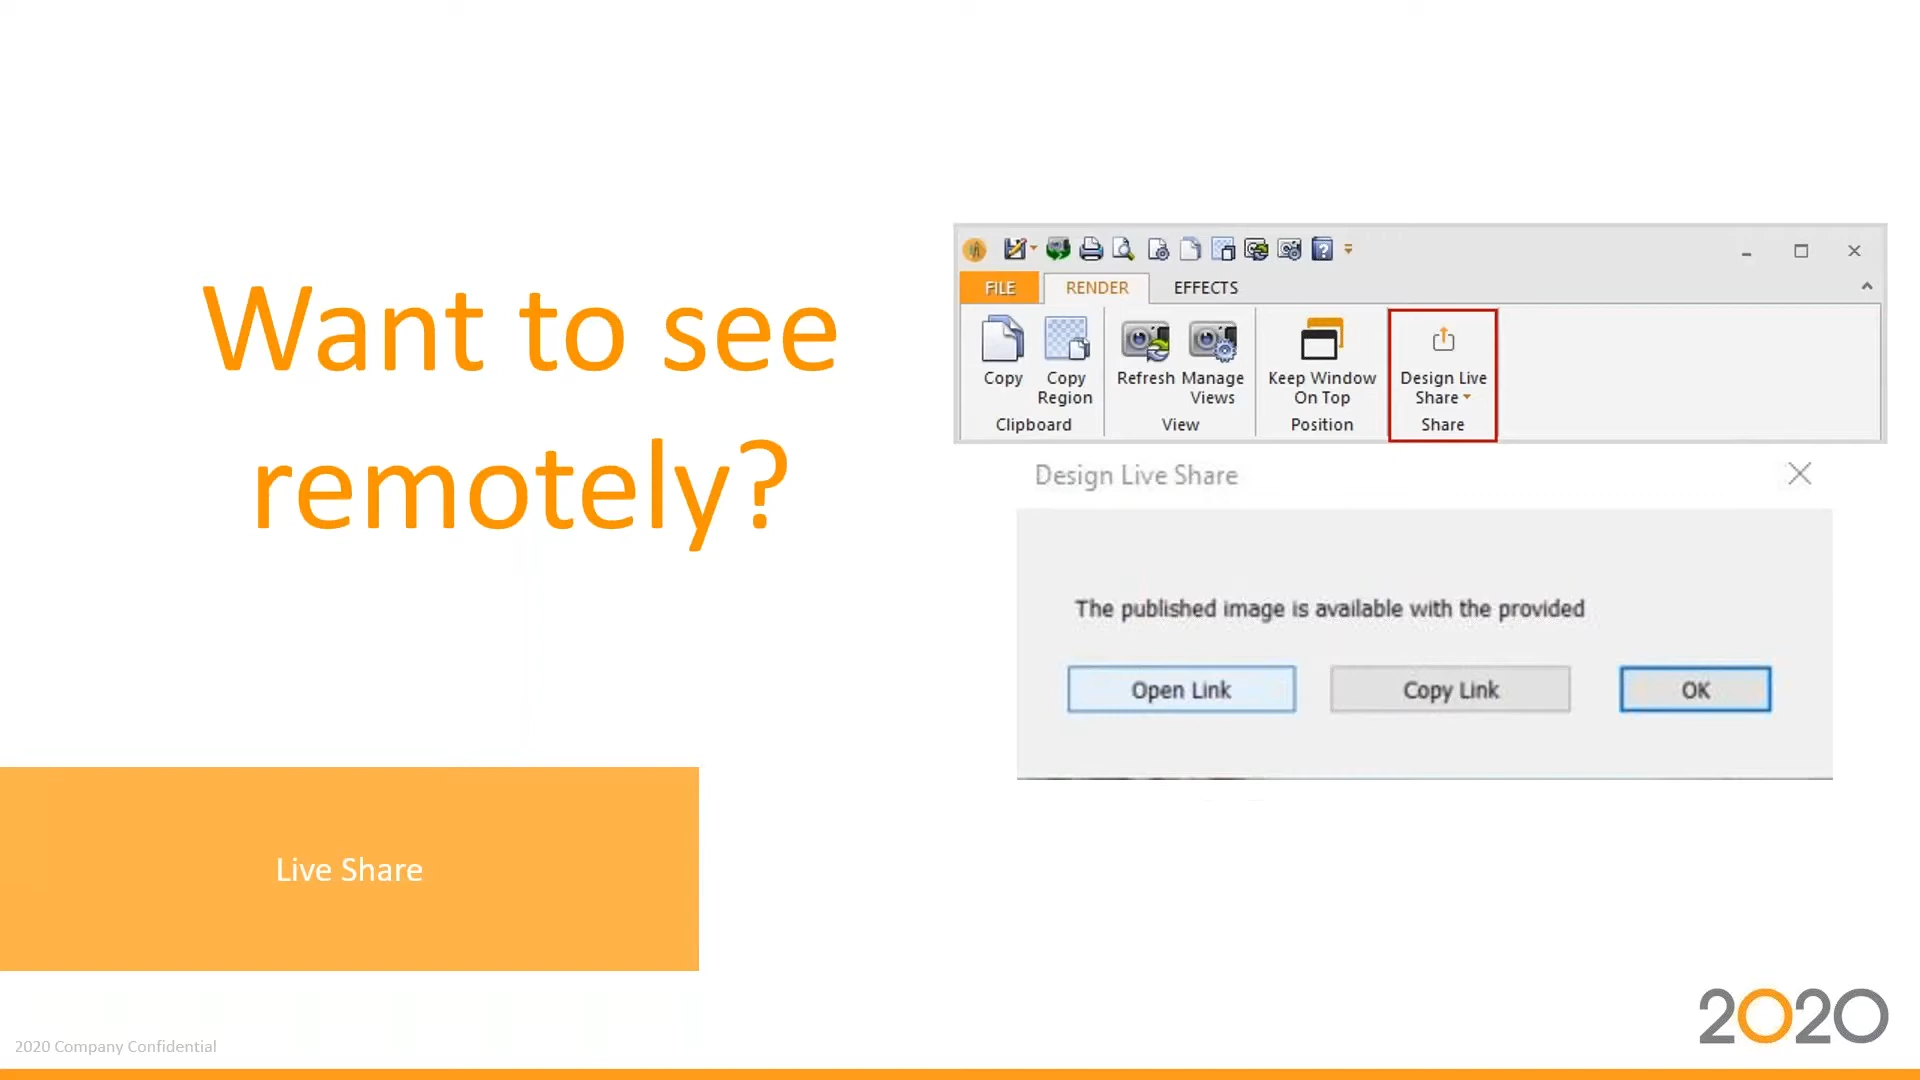 Want to see
remotely?
FILE
RENDER
EFFECTS
Copy
Copy
Region
Clipboard
Refresh
Manage
Views
View
Keep Window
On Top
Position
Design Live
Share
Share
Design Live Share
The published image is available with the provided
Open Link
Copy Link
OK
Live Share
2020
2020 Company Confidential